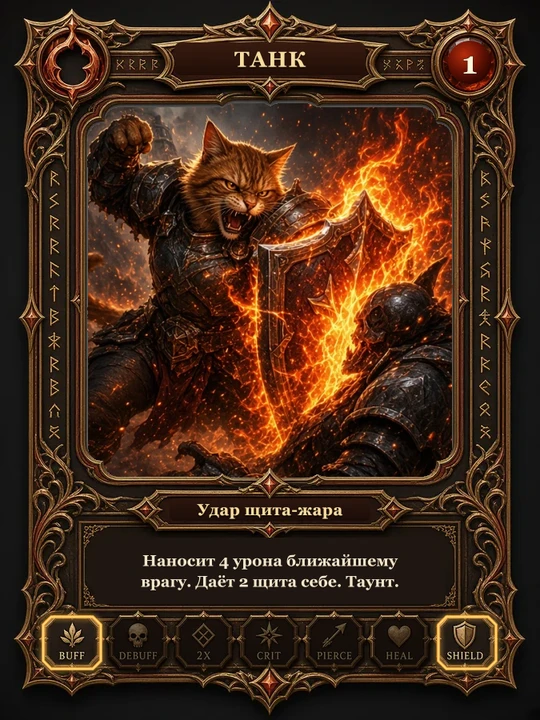 ТАНК
1
Удар щита-жара
Наносит 4 урона ближайшему
врагу. Даёт 2 щита себе. Таунт.
BUFF
DEBUFF
2X
CRIT
PIERCE
HEAL
SHIELD